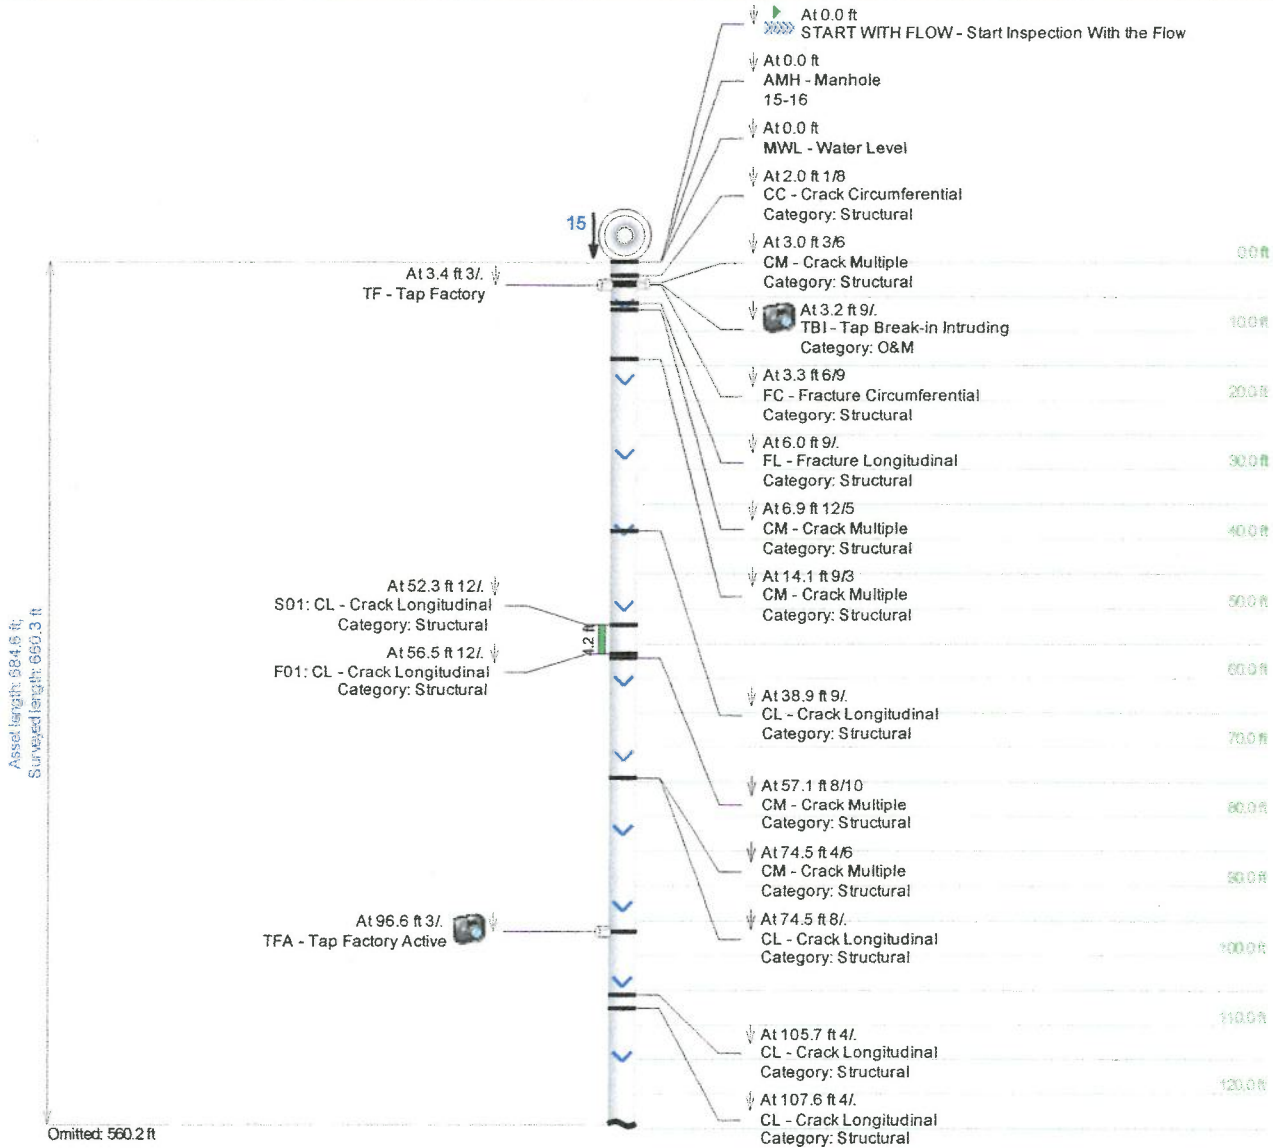 At 0.0 ft
START WITH FLOW - Start Inspection With the Flow
At 0.0 ft
AMH - Manhole
15-16
At 0.0 ft
MWL - Water Level
At 2.0 ft 1/8
CC - Crack Circumferential
Category: Structural
15
At 3.0 ft 3/6
CM - Crack Multiple
Category: Structural
0.0 ft
At 3.4 ft 3/.
TF - Tap Factory
At 3.2 ft 9/.
TBI - Tap Break-in Intruding
Category: O&M
10.0 ft
At 3.3 ft 6/9
FC - Fracture Circumferential
Category: Structural
20.0 ft
At 6.0 ft 9/.
FL - Fracture Longitudinal
Category: Structural
30.0 ft
At 6.9 ft 12/5
CM - Crack Multiple
Category: Structural
40.0 ft
At 14.1 ft 9/3
CM - Crack Multiple
Category: Structural
50.0 ft
At 52.3 ft 12/.
S01: CL - Crack Longitudinal
Category: Structural
4.2 ft
At 56.5 ft 12/.
F01: CL - Crack Longitudinal
Category: Structural
60.0 ft
Asset length: 684.6 ft;
Surveyed length: 660.3 ft
At 38.9 ft 9/.
CL - Crack Longitudinal
Category: Structural
70.0 ft
At 57.1 ft 8/10
CM - Crack Multiple
Category: Structural
80.0 ft
At 74.5 ft 4/6
CM - Crack Multiple
Category: Structural
90.0 ft
At 74.5 ft 8/.
CL - Crack Longitudinal
Category: Structural
At 96.6 ft 3/.
TFA - Tap Factory Active
100.0 ft
110.0 ft
At 105.7 ft 4/.
CL - Crack Longitudinal
Category: Structural
120.0 ft
At 107.6 ft 4/.
CL - Crack Longitudinal
Category: Structural
Omitted: 560.2 ft